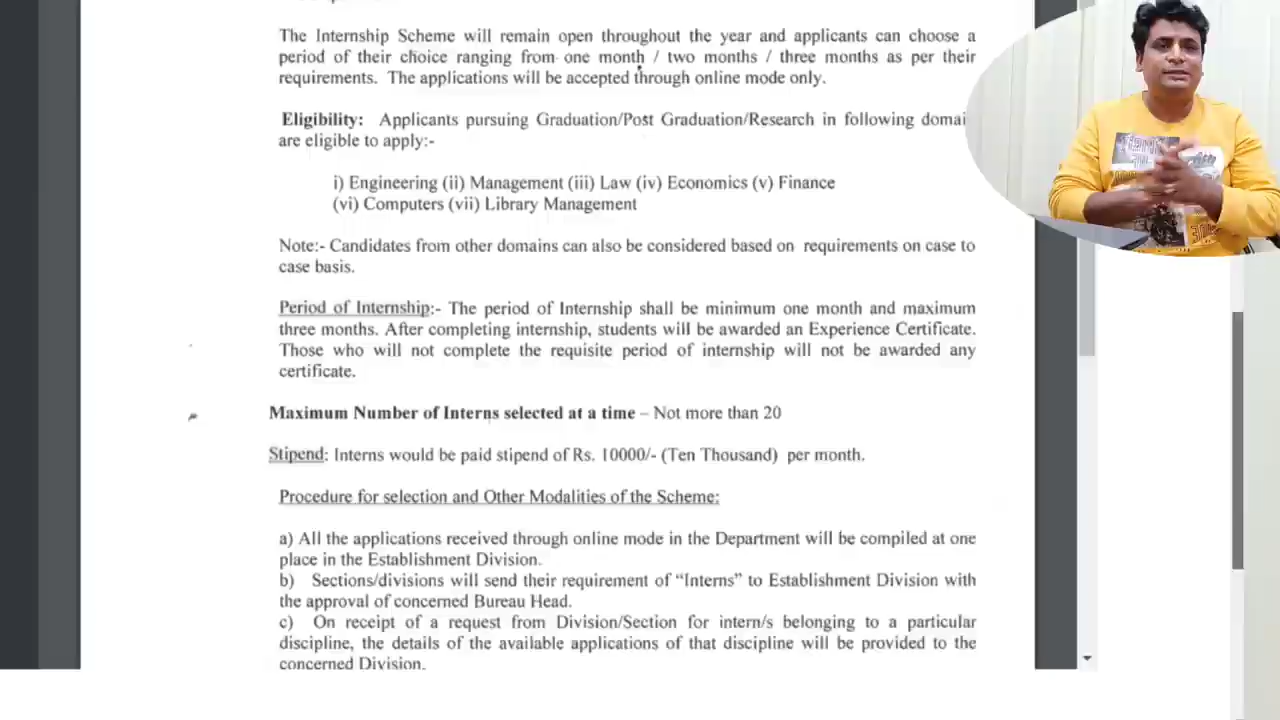 The Internship Scheme will remain open throughout the year and applicants can choose a
period of their choice ranging from one month / two months / three months as per their
requirements. The applications will be accepted through online mode only.
Eligibility: Applicants pursuing Graduation/Post Graduation/Research in following
are eligible to apply:-
i) Engineering (ii) Management (iii) Law (iv) Economics (v) Finance
(vi) Computers (vii) Library Management
Note:- Candidates from other domains can also be considered based on requirements on case to
case basis.
Period of Internship:- The period of Internship shall be minimum one month and maximum
three months. After completing internship, students will be awarded an Experience Certificate.
Those who will not complete the requisite period of internship will not be awarded any
certificate.
Maximum Number of Interns selected at a time – Not more than 20
Stipend: Interns would be paid stipend of Rs. 10000/- (Ten Thousand) per month.
Procedure for selection and Other Modalities of the Scheme:
a) All the applications received through online mode in the Department will be compiled at one
place in the Establishment Division.
b) Sections/divisions will send their requirement of “Interns” to Establishment Division with
the approval of concerned Bureau Head.
c) On receipt of a request from Division/Section for intern/s belonging to a particular
discipline, the details of the available applications of that discipline will be provided to the
concerned Division.